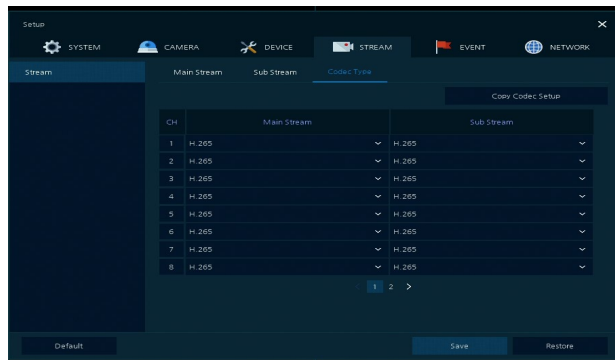 Setup
SYSTEM CAMERA DEVICE STREAM EVENT NETWORK
Stream Main Stream Sub Stream Codec Type
Copy Codec Setup
CH Main Stream Sub Stream
1 H.265 H.265
2 H.265 H.265
3 H.265 H.265
4 H.265 H.265
5 H.265 H.265
6 H.265 H.265
7 H.265 H.265
8 H.265 H.265
1 2 >
Default Save Restore